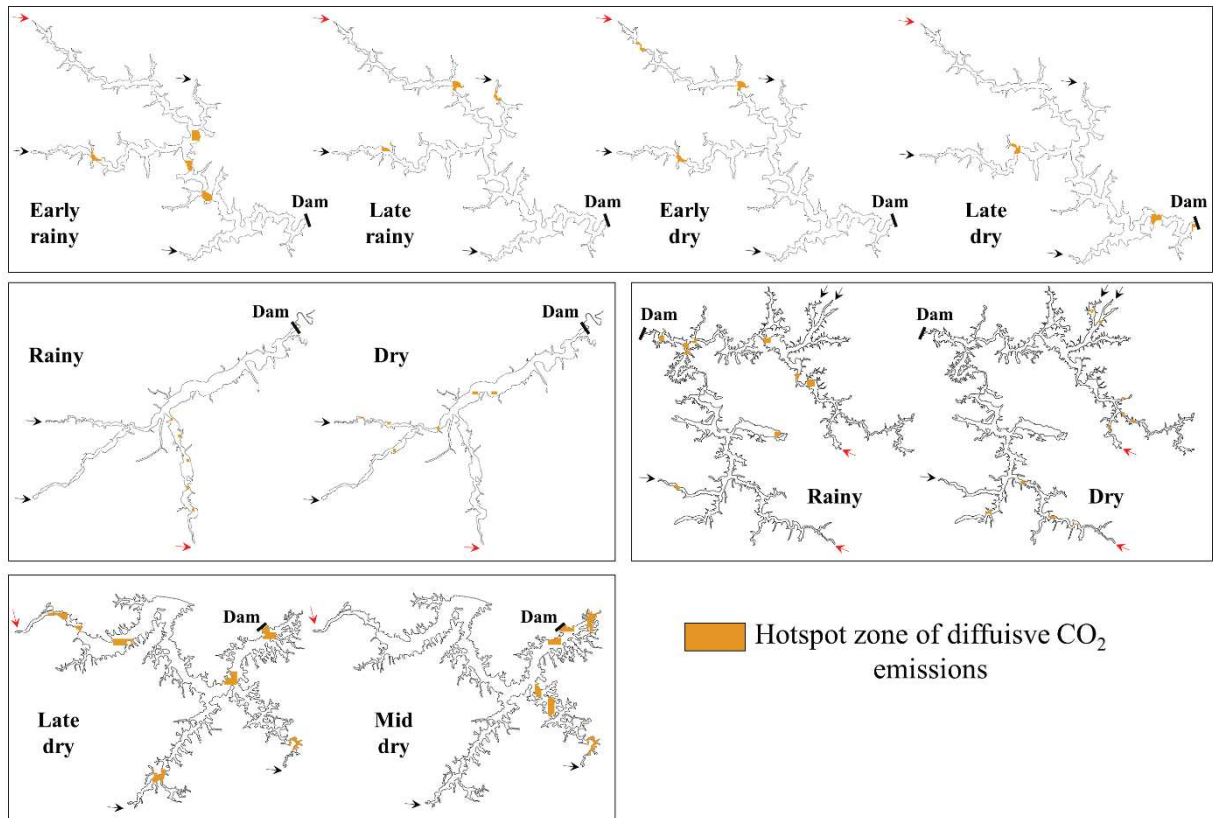 Early
rainy
Dam
Late
rainy
Dam
Early
dry
Dam
Late
dry
Dam
Rainy
Dam
Dry
Dam
Dam
Rainy
Dam
Dry
Late
dry
Dam
Mid
dry
Dam
Hotspot zone of diffuisve CO₂
emissions